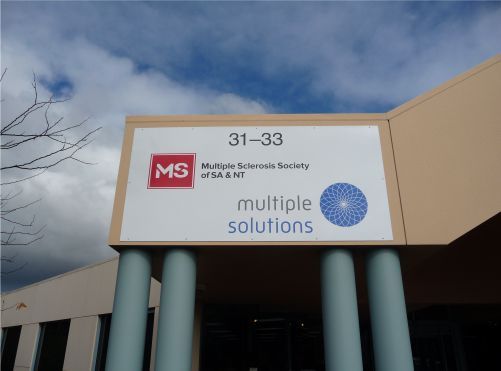 31–33
MS
Multiple Sclerosis Society
of SA & NT
multiple
solutions